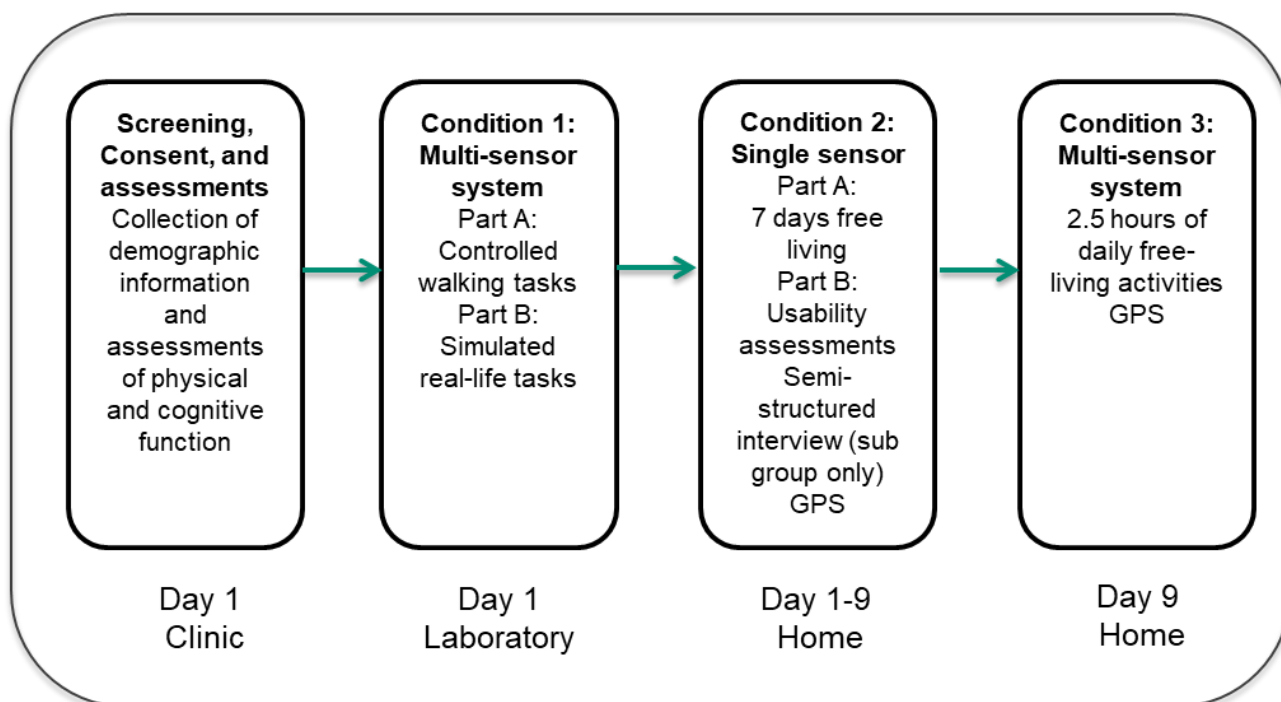 Screening,
Consent, and
assessments
Collection of
demographic
information
and
assessments
of physical
and cognitive
function
Condition 1:
Multi-sensor
system
Part A:
Controlled
walking tasks
Part B:
Simulated
real-life tasks
Condition 2:
Single sensor
Part A:
7 days free
living
Part B:
Usability
assessments
Semi-
structured
interview (sub
group only)
GPS
Condition 3:
Multi-sensor
system
2.5 hours of
daily free-
living activities
GPS
Day 1
Clinic
Day 1
Laboratory
Day 1-9
Home
Day 9
Home